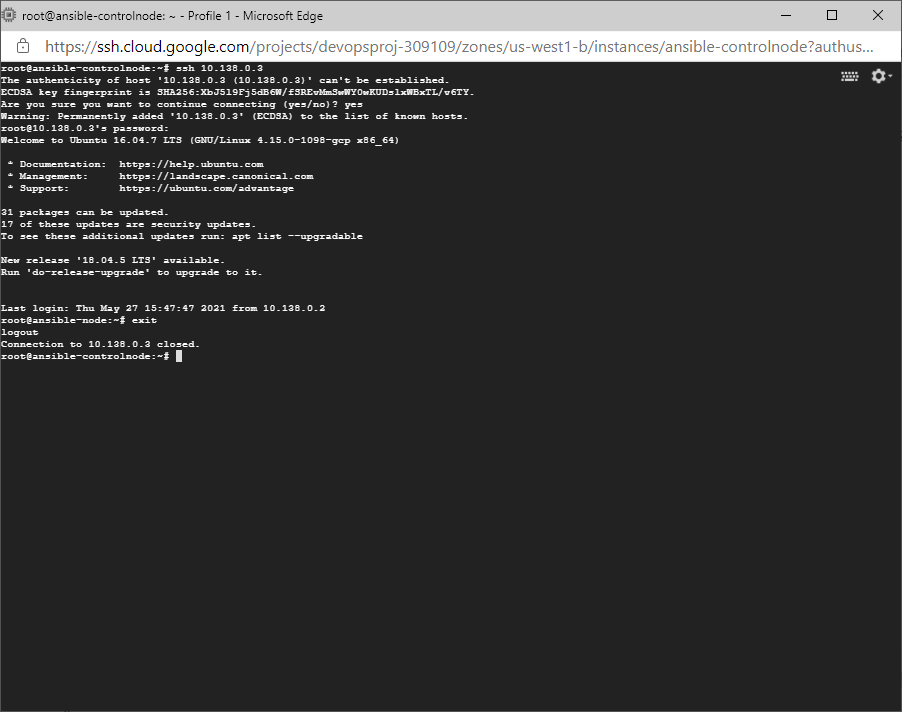 root@ansible-controlnode: ~ - Profile 1 - Microsoft Edge
https://ssh.cloud.google.com/projects/devopsproj-309109/zones/us-west1-b/instances/ansible-controlnode?authus...
root@ansible-controlnode:~# ssh 10.138.0.3
The authenticity of host '10.138.0.3 (10.138.0.3)' can't be established.
ECDSA key fingerprint is
Are you sure you want to continue connecting (yes/no)? yes
Warning: Permanently added '10.138.0.3' (ECDSA) to the list of known hosts.
root@10.138.0.3's password:
Welcome to Ubuntu 16.04.7 LTS (GNU/Linux 4.15.0-1098-gcp x86_64)
* Documentation: https://help.ubuntu.com
* Management: https://landscape.canonical.com
* Support: https://ubuntu.com/advantage
31 packages can be updated.
17 of these updates are security updates.
To see these additional updates run: apt list --upgradable
New release '18.04.5 LTS' available.
Run 'do-release-upgrade' to upgrade to it.
Last login: Thu May 27 15:47:47 2021 from 10.138.0.2
root@ansible-node:~# exit
logout
Connection to 10.138.0.3 closed.
root@ansible-controlnode:~#